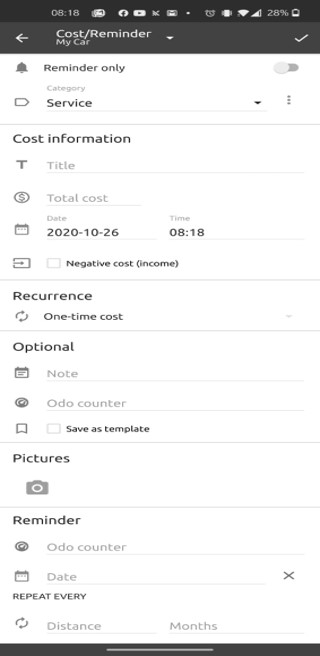 08:18
28%
Cost/Reminder
My Car
Reminder only
Category
Service
Cost information
Title
Total cost
Date Time
2020-10-26 08:18
Negative cost (income)
Recurrence
One-time cost
Optional
Note
Odo counter
Save as template
Pictures
Reminder
Odo counter
Date
REPEAT EVERY
Distance Months